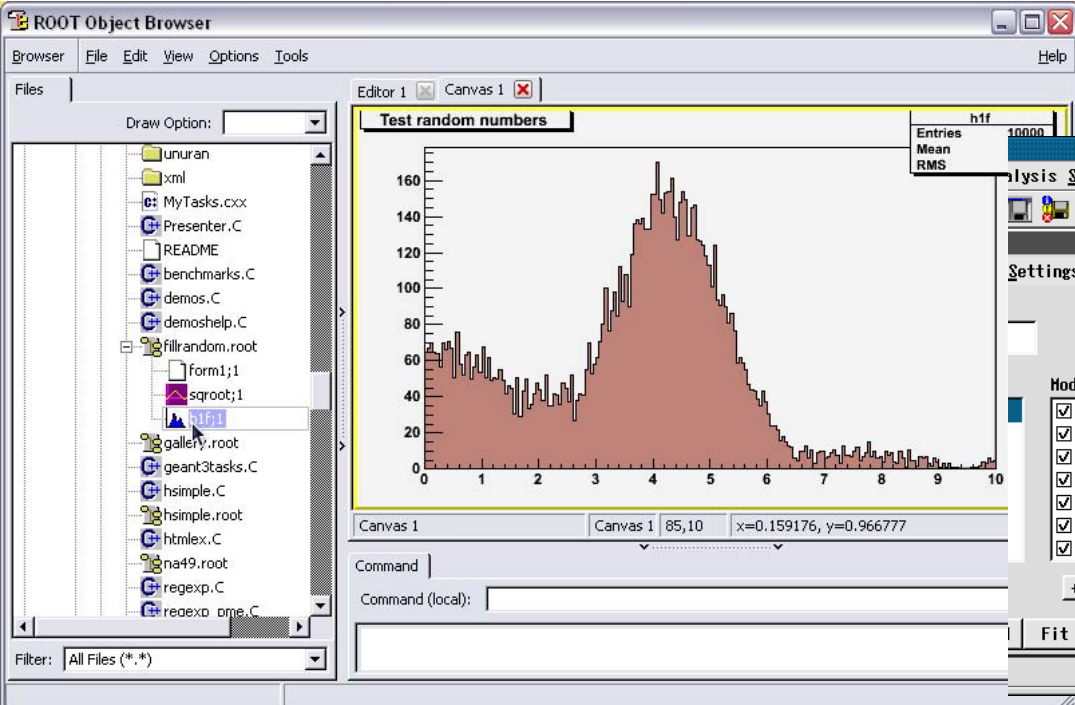 ROOT Object Browser
Browser File Edit View Options Tools Help
Files
Draw Option:
unuran
xml
MyTasks.cxx
Presenter.C
README
benchmarks.C
demos.C
demoshelp.C
fillrandom.root
form1;1
sqroot;1
h1f;1
gallery.root
geant3tasks.C
hsimple.C
hsimple.root
htmlex.C
na49.root
regexp.C
regexp_pme.C
Filter: All Files (*.*)
Editor 1 Canvas 1
Test random numbers
h1f
Entries 10000
Mean
RMS
160
140
120
100
80
60
40
20
0
0 1 2 3 4 5 6 7 8 9 10
Canvas 1 Canvas 1 85,10 x=0.159176, y=0.966777
Command
Command (local):
alysis S
Settings
Mod
Fit